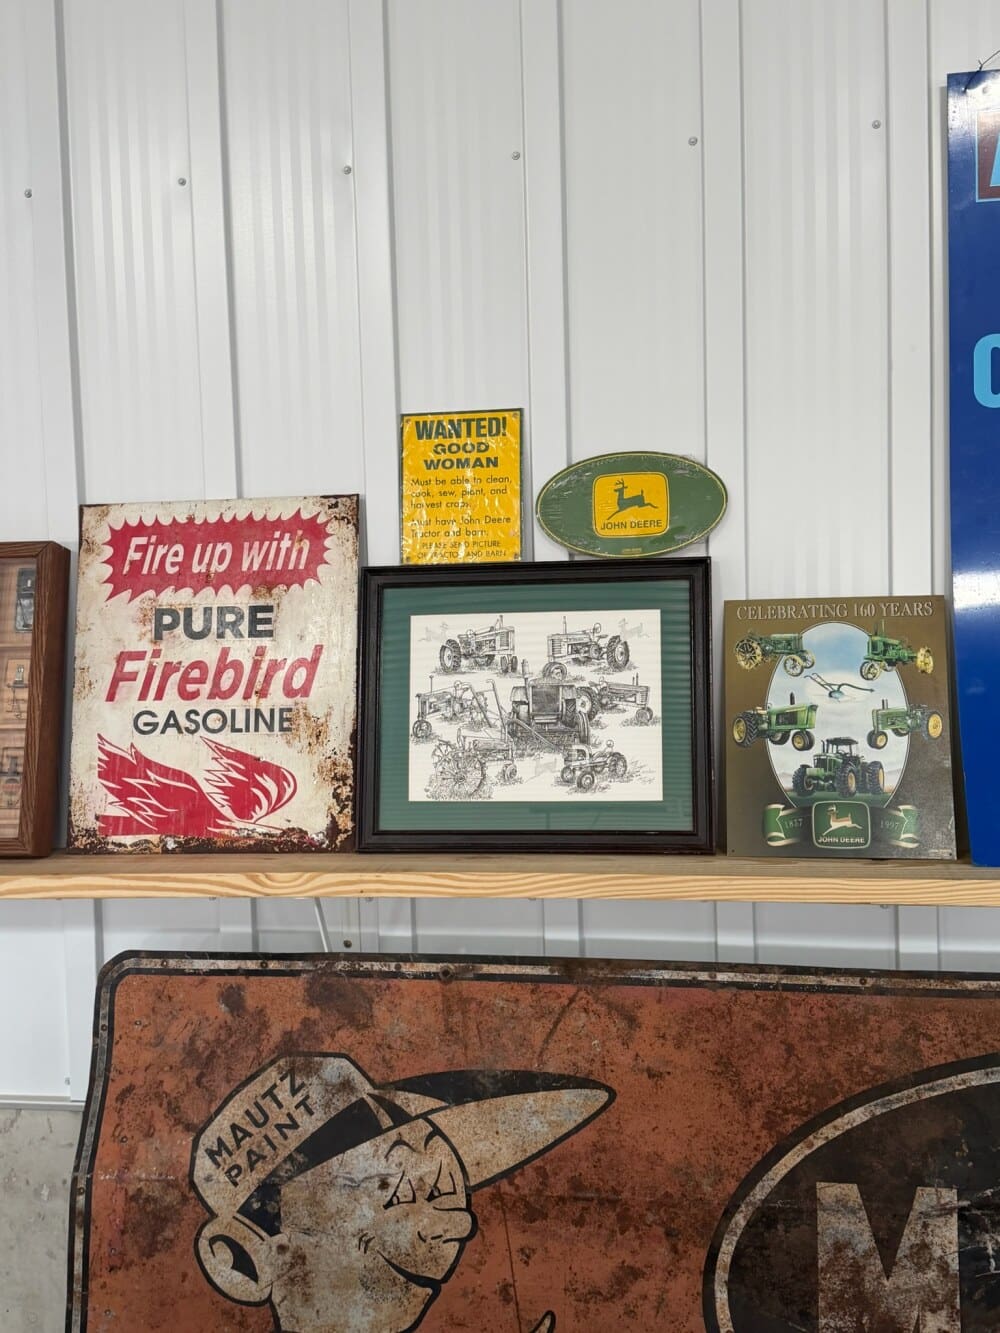 Fire up with
PURE
Firebird
GASOLINE
WANTED!
GOOD
WOMAN
Must be able to clean,
cook, sew, plant, and
harvest crops.
Must have John Deere
Tractor and barn.
PLEASE SEND PICTURE
OF TRACTOR AND BARN
JOHN DEERE
CELEBRATING 160 YEARS
1837
1997
JOHN DEERE
MAUTZ
PAINT
M